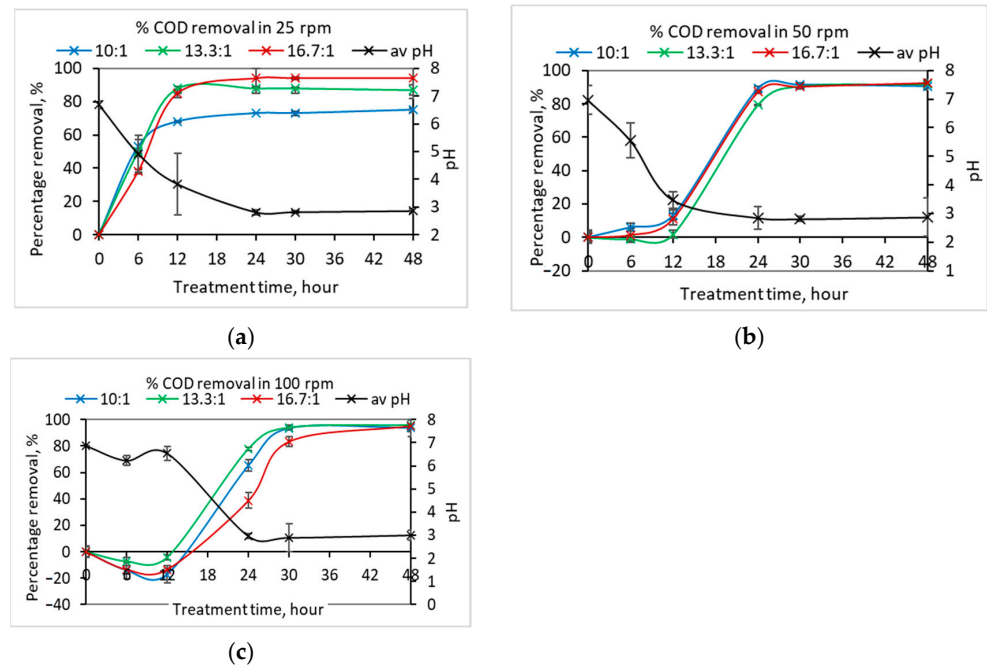 % COD removal in 25 rpm
10:1 13.3:1 16.7:1 av pH
100 8
80 7
60 6
5
40 4
20 3
0 2
0 6 12 18 24 30 36 42 48
Percentage removal, %
pH
Treatment time, hour
(a)
% COD removal in 50 rpm
10:1 13.3:1 16.7:1 av pH
100 8
80 7
60 6
40 5
4
20 3
0 2
−20 1
0 6 12 18 24 30 36 42 48
Percentage removal, %
pH
Treatment time, hour
(b)
% COD removal in 100 rpm
10:1 13.3:1 16.7:1 av pH
100 8
80 7
60 6
40 5
20 4
0 3
2
−20 1
−40 0
0 6 12 18 24 30 36 42 48
Percentage removal, %
pH
Treatment time, hour
(c)